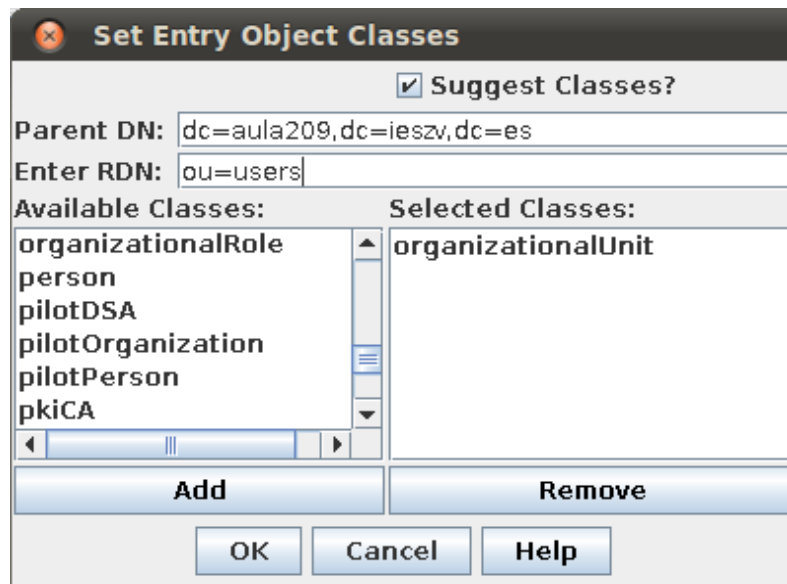 Set Entry Object Classes
Suggest Classes?
Parent DN: dc=aula209,dc=ieszv,dc=es
Enter RDN: ou=users
Available Classes:
organizationalRole
person
pilotDSA
pilotOrganization
pilotPerson
pkiCA
Selected Classes:
organizationalUnit
Add
Remove
OK
Cancel
Help